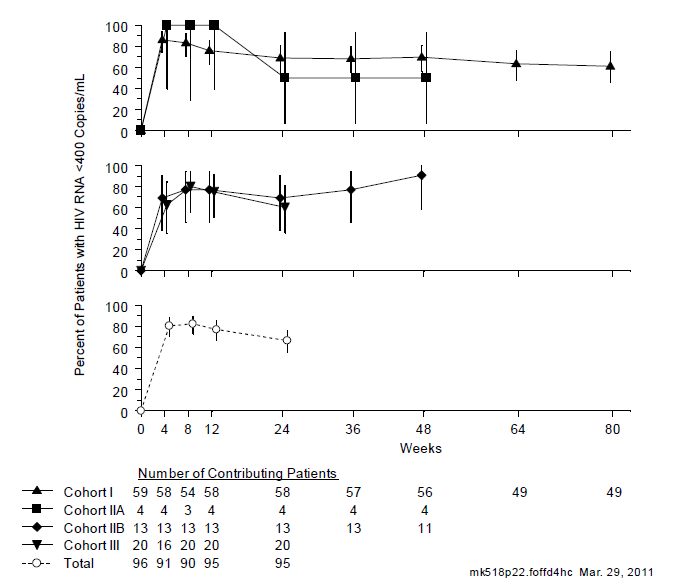 Percent of Patients with HIV RNA <400 Copies/mL
100
80
60
40
20
0
100
80
60
40
20
0
100
80
60
40
20
0
0 4 8 12 24 36 48 64 80
Weeks
Number of Contributing Patients
Cohort I 59 58 54 58 58 57 56 49 49
Cohort IIA 4 4 3 4 4 4 4
Cohort IIB 13 13 13 13 13 13 11
Cohort III 20 16 20 20 20
Total 96 91 90 95 95
mk518p22.foffd4hc Mar. 29, 2011